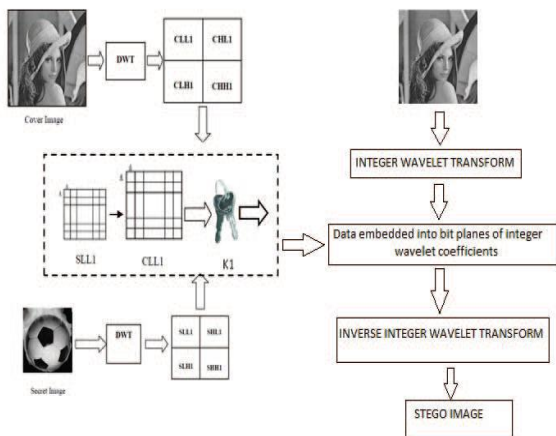 CLL1 CHL1
CLH1 CHH1
DWT
Cover Image
SLL1
CLL1
K1
DWT
SLL1 SHL1
SLH1 SHH1
Secret Image
INTEGER WAVELET TRANSFORM
Data embedded into bit planes of integer
wavelet coefficients
INVERSE INTEGER WAVELET TRANSFORM
STEGO IMAGE